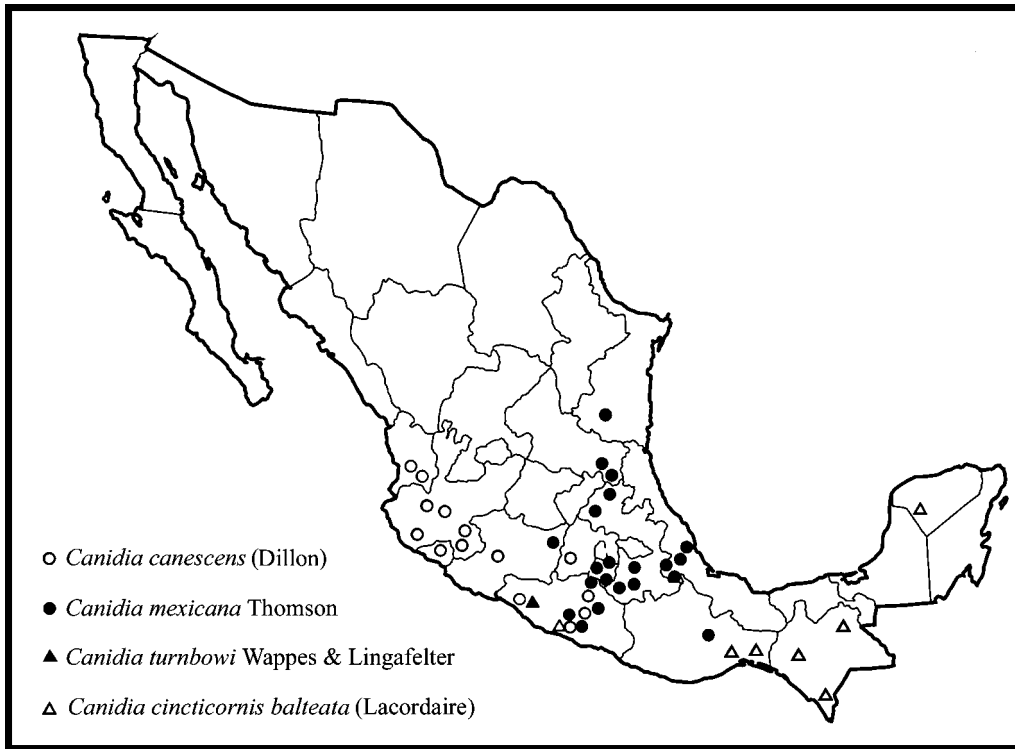 Canidia canescens (Dillon)
Canidia mexicana Thomson
Canidia turnbowi Wappes & Lingafelter
Canidia cincticornis balteata (Lacordaire)